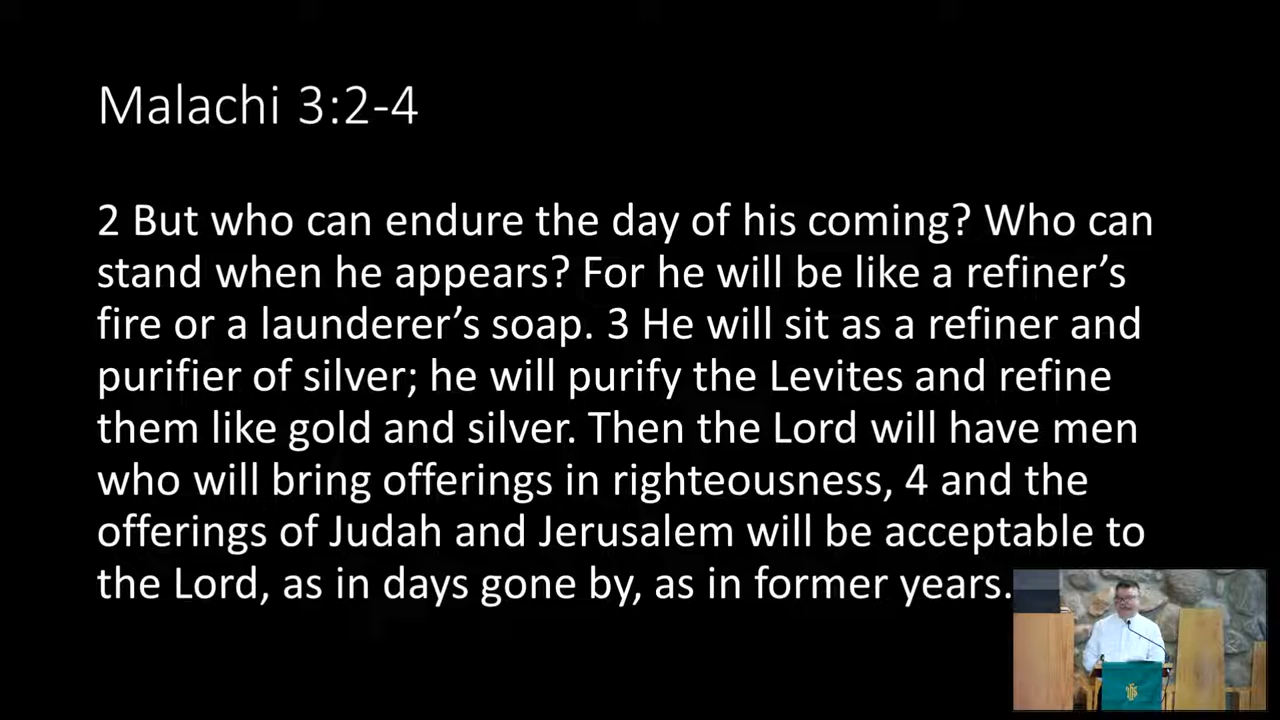 Malachi 3:2-4
2 But who can endure the day of his coming? Who can
stand when he appears? For he will be like a refiner’s
fire or a launderer’s soap. 3 He will sit as a refiner and
purifier of silver; he will purify the Levites and refine
them like gold and silver. Then the Lord will have men
who will bring offerings in righteousness, 4 and the
offerings of Judah and Jerusalem will be acceptable to
the Lord, as in days gone by, as in former years.